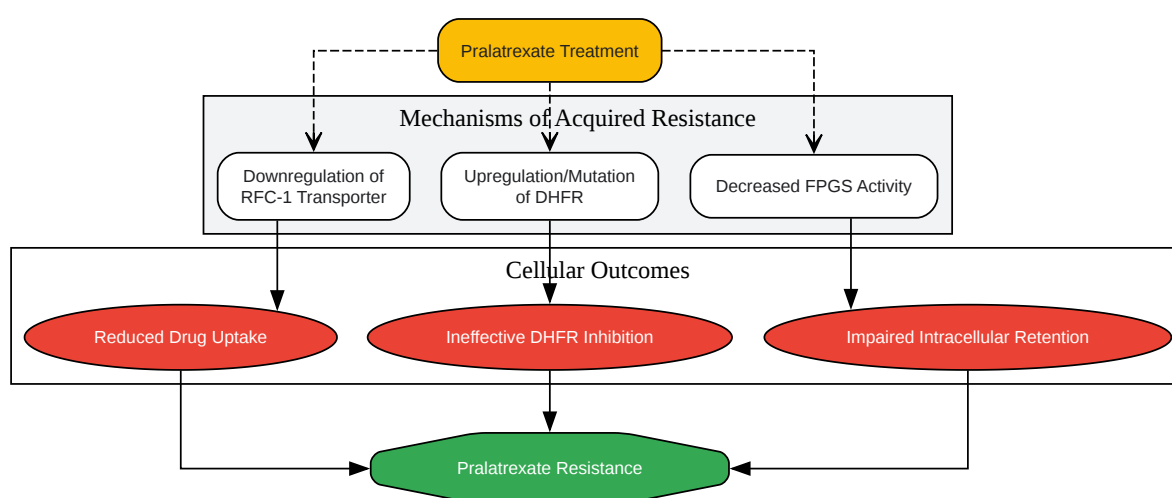 Pralatrexate Treatment
Mechanisms of Acquired Resistance
Downregulation of
RFC-1 Transporter
Upregulation/Mutation
of DHFR
Decreased FPGS Activity
Cellular Outcomes
Reduced Drug Uptake
Ineffective DHFR Inhibition
Impaired Intracellular Retention
Pralatrexate Resistance